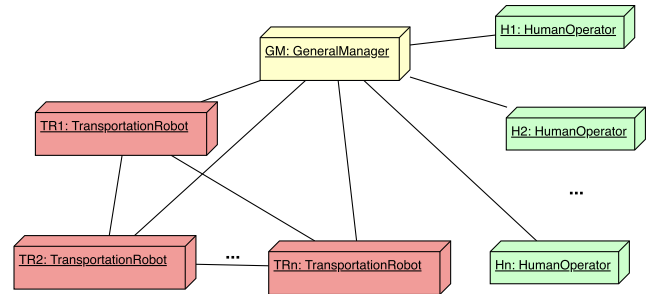 H1: HumanOperator
GM: GeneralManager
TR1: TransportationRobot
H2: HumanOperator
...
TR2: TransportationRobot
...
TRn: TransportationRobot
Hn: HumanOperator